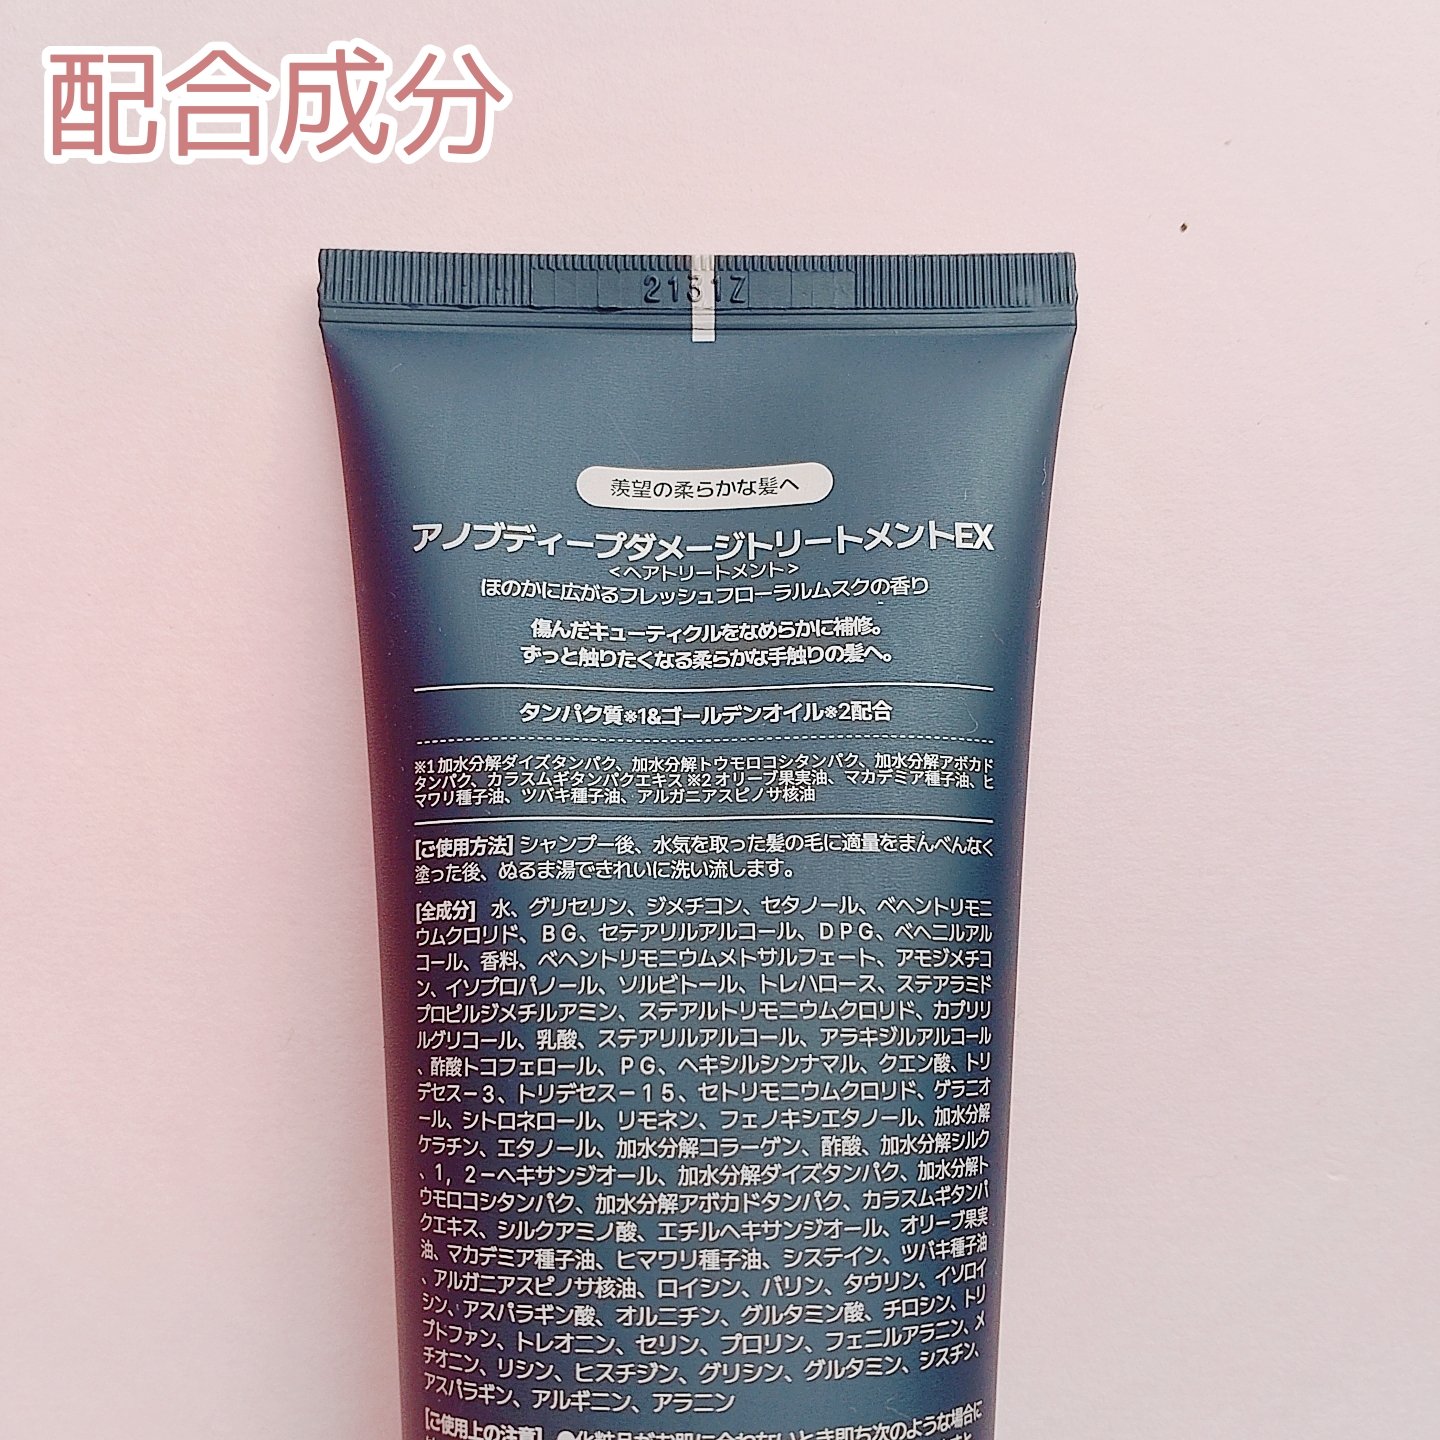 配合成分
21317
羨望の柔らかな髪へ
アノブディープダメージトリートメントEX
<ヘアトリートメント>
ほのかに広がるフレッシュフローラルムスクの香り
傷んだキューティクルをなめらかに補修。
ずっと触りたくなる柔らかな手触りの髪へ。
タンパク質※1&ゴールデンオイル※2配合
※1 加水分解ダイズタンパク、加水分解トウモロコシタンパク、加水分解アボカド
タンパク、カラスムギタンパクエキス ※2 オリーブ果実油、マカデミア種子油、ヒ
マワリ種子油、ツバキ種子油、アルガニアスピノサ核油
[ご使用方法] シャンプー後、水気を取った髪の毛に適量をまんべんなく
塗った後、ぬるま湯できれいに洗い流します。
[全成分] 水、グリセリン、ジメチコン、セタノール、ベヘントリモニ
ウムクロリド、BG、セテアリルアルコール、DPG、ベヘニルアル
コール、香料、ベヘントリモニウムメトサルフェート、アモジメチコ
ン、イソプロパノール、ソルビトール、トレハロース、ステアラミド
プロピルジメチルアミン、ステアルトリモニウムクロリド、カプリリ
ルグリコール、乳酸、ステアリルアルコール、アラキジルアルコール
、酢酸トコフェロール、PG、ヘキシルシンナマル、クエン酸、トリ
デセス－3、トリデセス－15、セトリモニウムクロリド、ゲラニオ
ール、シトロネロール、リモネン、フェノキシエタノール、加水分解
ケラチン、エタノール、加水分解コラーゲン、酢酸、加水分解シルク
、1，2－ヘキサンジオール、加水分解ダイズタンパク、加水分解ト
ウモロコシタンパク、加水分解アボカドタンパク、カラスムギタンパ
クエキス、シルクアミノ酸、エチルヘキサンジオール、オリーブ果実
油、マカデミア種子油、ヒマワリ種子油、システイン、ツバキ種子油
、アルガニアスピノサ核油、ロイシン、バリン、タウリン、イソロイ
シン、アスパラギン酸、オルニチン、グルタミン酸、チロシン、トリ
プトファン、トレオニン、セリン、プロリン、フェニルアラニン、メ
チオニン、リシン、ヒスチジン、グリシン、グルタミン、シスチン、
アスパラギン、アルギニン、アラニン
[ご使用上の注意] ●化粧品がお肌に合わないとき即ち次のような場合に